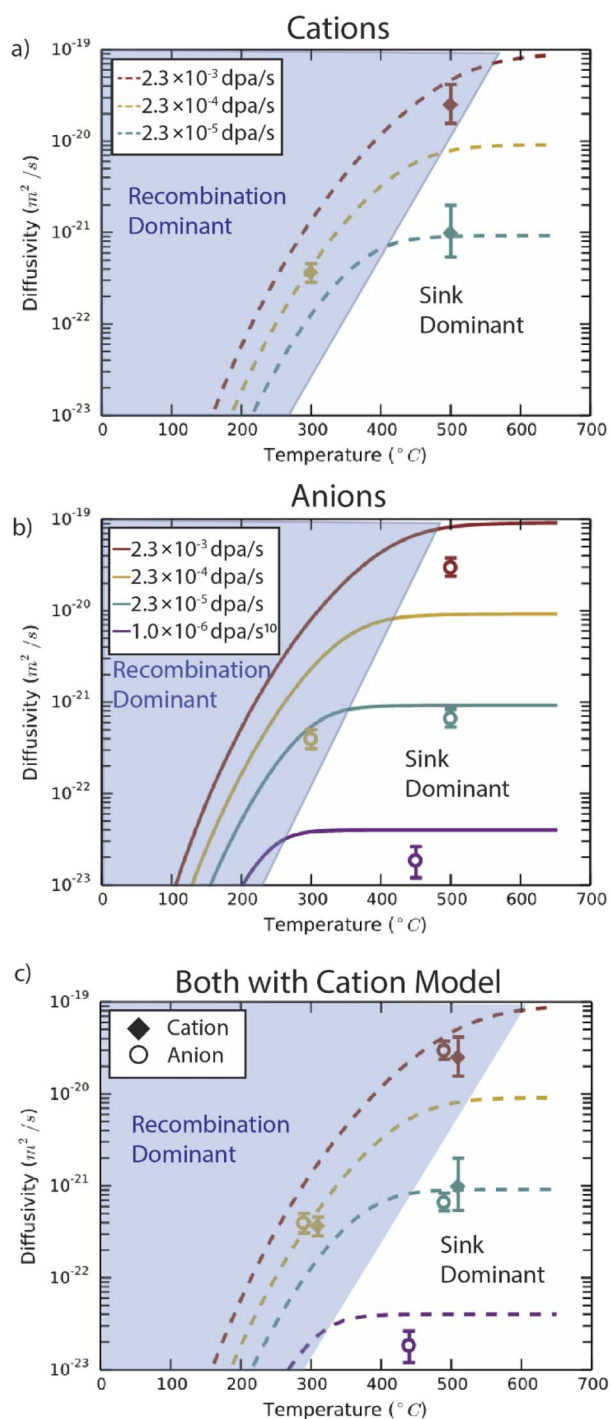 Cations
a)
10⁻¹⁹
10⁻²⁰
10⁻²¹
10⁻²²
10⁻²³
Diffusivity (m² /s)
2.3×10⁻³ dpa/s
2.3×10⁻⁴ dpa/s
2.3×10⁻⁵ dpa/s
Recombination
Dominant
Sink
Dominant
0 100 200 300 400 500 600 700
Temperature (°C)
Anions
b)
10⁻¹⁹
10⁻²⁰
10⁻²¹
10⁻²²
10⁻²³
Diffusivity (m² /s)
2.3×10⁻³ dpa/s
2.3×10⁻⁴ dpa/s
2.3×10⁻⁵ dpa/s
1.0×10⁻⁶ dpa/s¹⁰
Recombination
Dominant
Sink
Dominant
0 100 200 300 400 500 600 700
Temperature (°C)
Both with Cation Model
c)
10⁻¹⁹
10⁻²⁰
10⁻²¹
10⁻²²
10⁻²³
Diffusivity (m² /s)
Cation
Anion
Recombination
Dominant
Sink
Dominant
0 100 200 300 400 500 600 700
Temperature (°C)